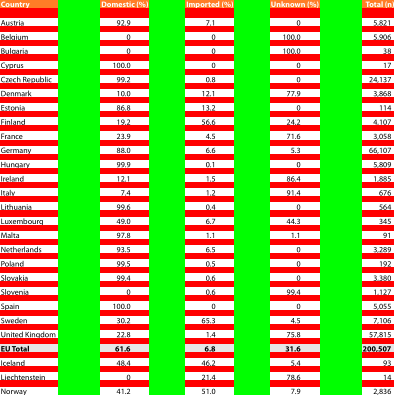 Country Domestic (%) Imported (%) Unknown (%) Total (n)
Austria 92.9 7.1 0 5,821
Belgium 0 0 100.0 5,906
Bulgaria 0 0 100.0 38
Cyprus 100.0 0 0 17
Czech Republic 99.2 0.8 0 24,137
Denmark 10.0 12.1 77.9 3,868
Estonia 86.8 13.2 0 114
Finland 19.2 56.6 24.2 4,107
France 23.9 4.5 71.6 3,058
Germany 88.0 6.6 5.3 66,107
Hungary 99.9 0.1 0 5,809
Ireland 12.1 1.5 86.4 1,885
Italy 7.4 1.2 91.4 676
Lithuania 99.6 0.4 0 564
Luxembourg 49.0 6.7 44.3 345
Malta 97.8 1.1 1.1 91
Netherlands 93.5 6.5 0 3,289
Poland 99.5 0.5 0 192
Slovakia 99.4 0.6 0 3,380
Slovenia 0 0.6 99.4 1,127
Spain 100.0 0 0 5,055
Sweden 30.2 65.3 4.5 7,106
United Kingdom 22.8 1.4 75.8 57,815
EU Total 61.6 6.8 31.6 200,507
Iceland 48.4 46.2 5.4 93
Liechtenstein 0 21.4 78.6 14
Norway 41.2 51.0 7.9 2,836